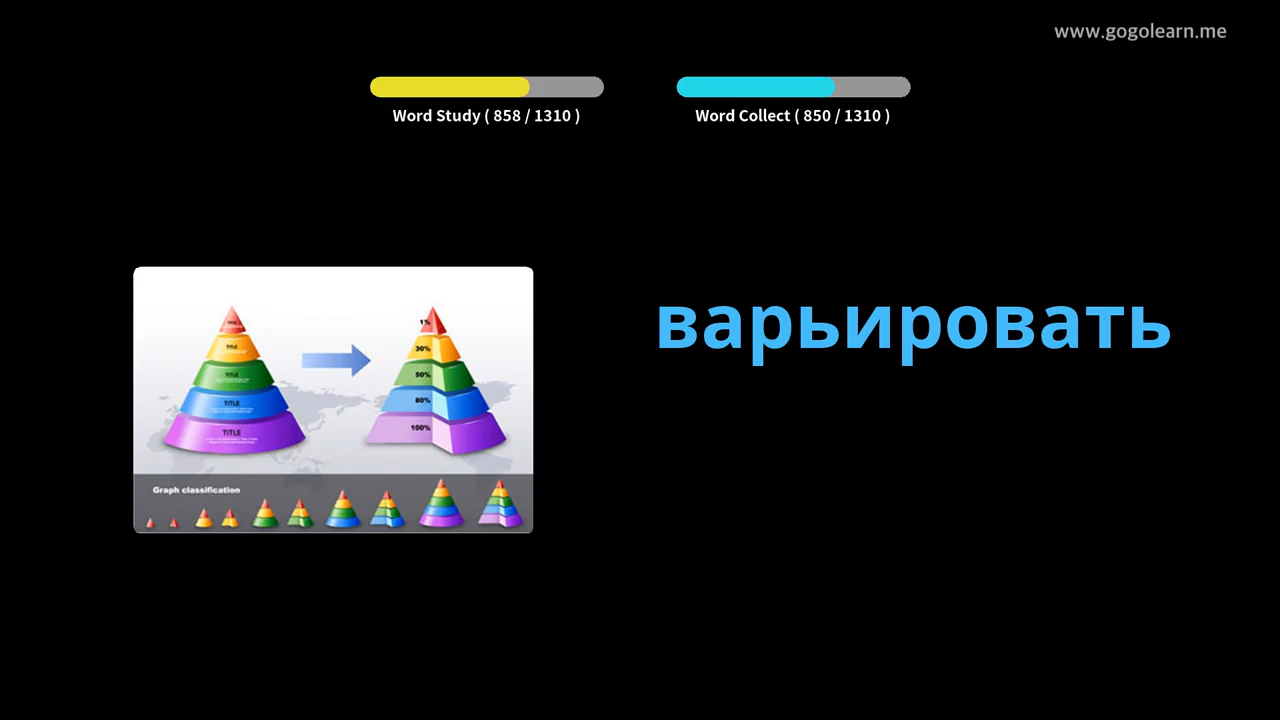 www.gogolearn.me
Word Study ( 858 / 1310 )
Word Collect ( 850 / 1310 )
варьировать
TITLE
TITLE
TITLE
TITLE
1%
30%
50%
80%
100%
Graph classification